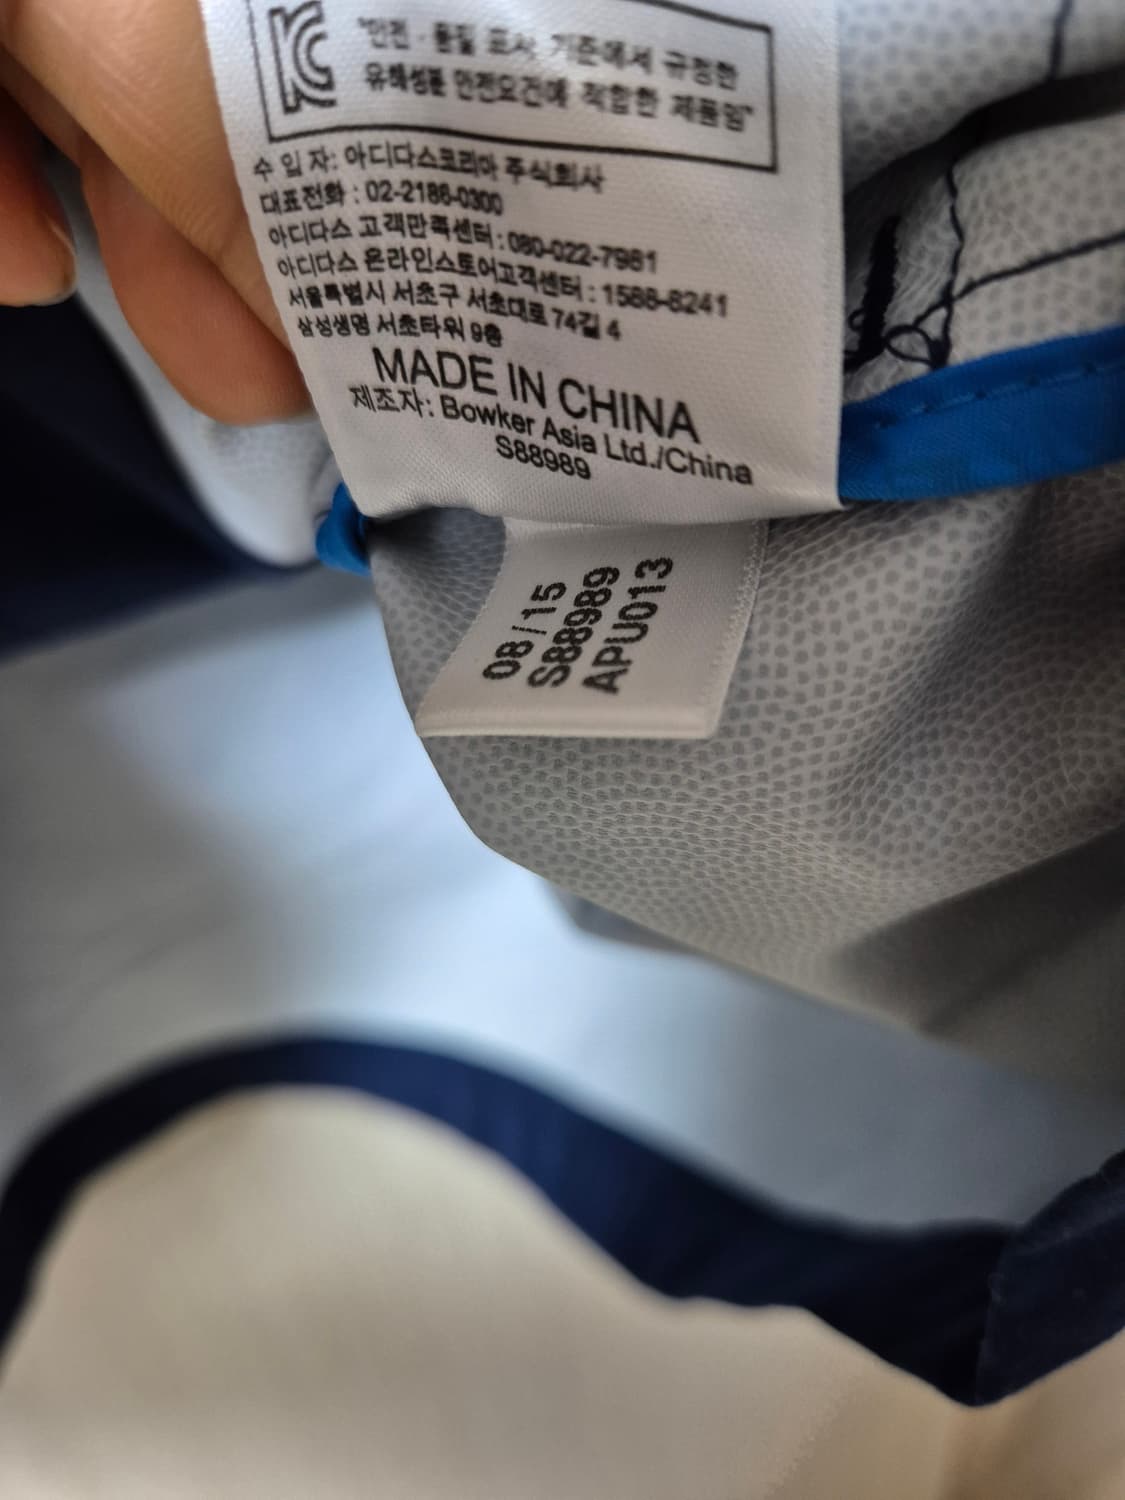 "안전·품질 표시 기준에서 규정한
유해성분 안전요건에 적합한 제품임"
수 입 자: 아디다스코리아 주식회사
대표전화 : 02-2186-0300
아디다스 고객만족센터 : 080-022-7981
아디다스 온라인스토어고객센터 : 1588-8241
서울특별시 서초구 서초대로74길 4
삼성생명 서초타워 9층
MADE IN CHINA
제조자: Bowker Asia Ltd./China
S88989
08/15
S88989
APU013